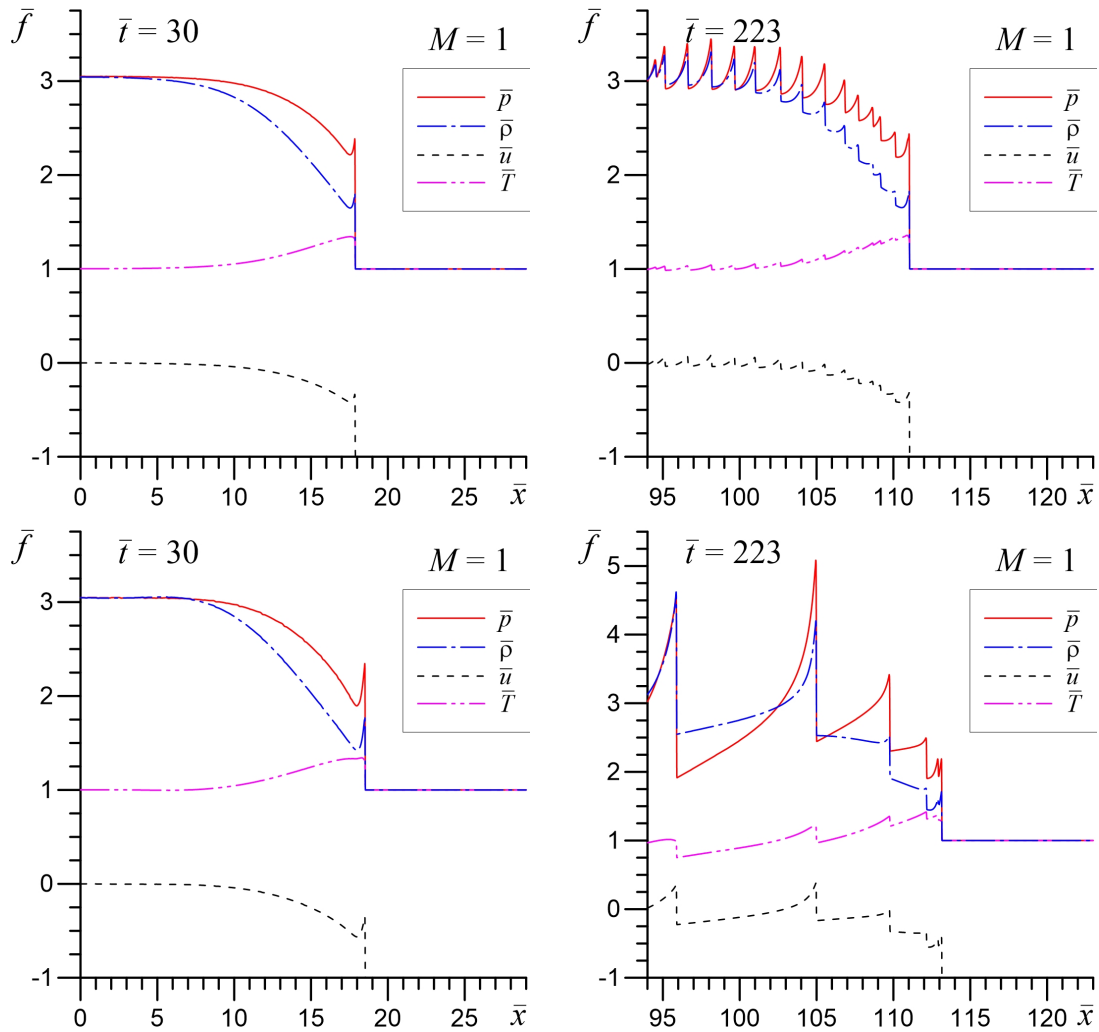 f̄ t̄ = 30 M = 1
3
p̄
ρ̄
ū
T̄
2
1
0
-1
0 5 10 15 20 25 x̄
f̄ t̄ = 223 M = 1
3
p̄
ρ̄
ū
T̄
2
1
0
-1
95 100 105 110 115 120 x̄
f̄ t̄ = 30 M = 1
3
p̄
ρ̄
ū
T̄
2
1
0
-1
0 5 10 15 20 25 x̄
f̄ t̄ = 223 M = 1
5
p̄
ρ̄
ū
T̄
4
3
2
1
0
-1
95 100 105 110 115 120 x̄